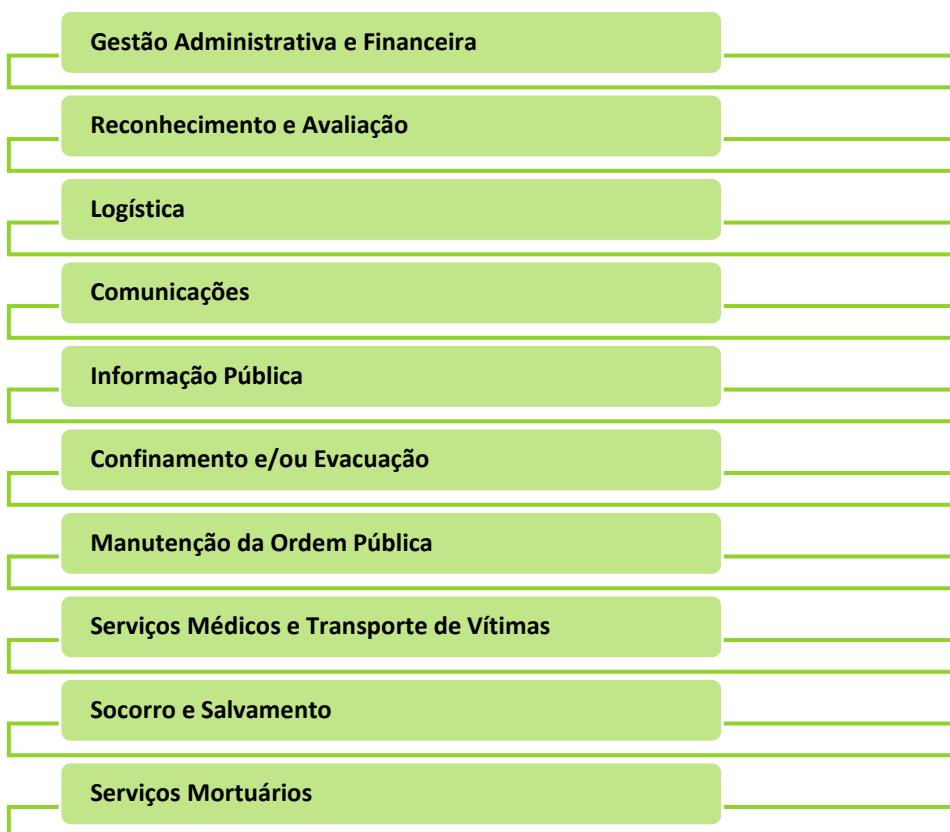 Gestão Administrativa e Financeira
Reconhecimento e Avaliação
Logística
Comunicações
Informação Pública
Confinamento e/ou Evacuação
Manutenção da Ordem Pública
Serviços Médicos e Transporte de Vítimas
Socorro e Salvamento
Serviços Mortuários